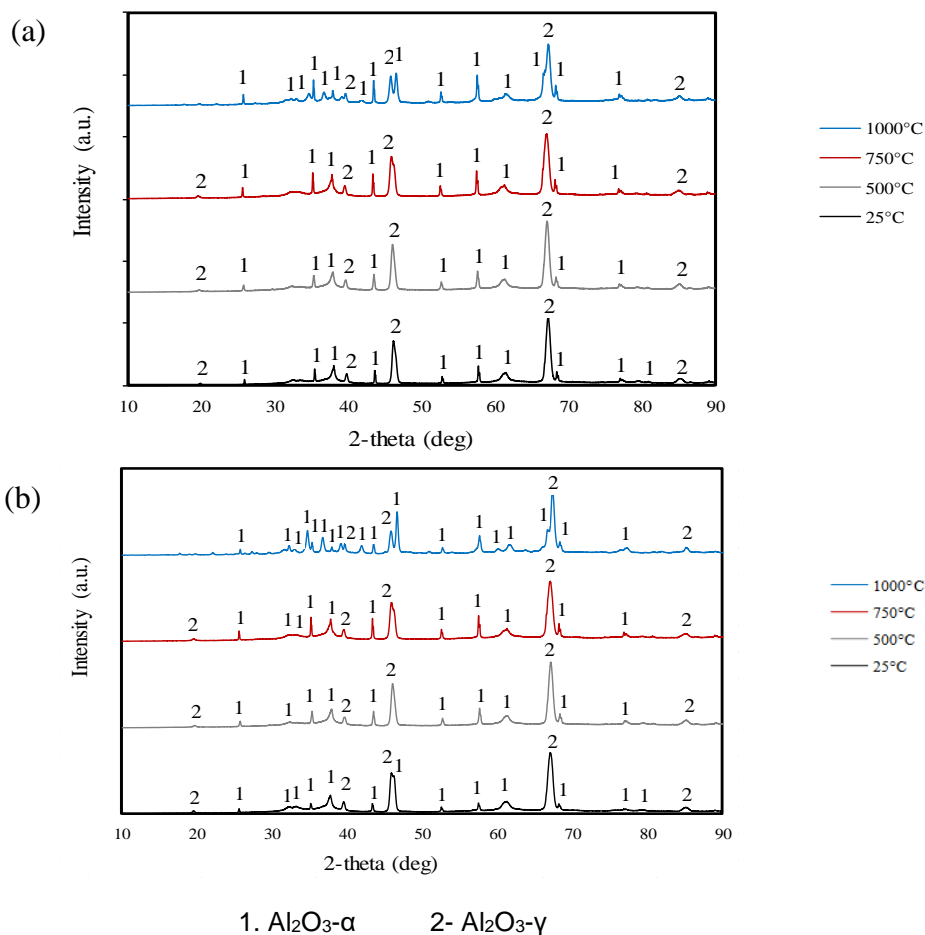 (a)
Intensity (a.u.)
2
1
1 1 1 1 1 2 1 2 1 1 1 1 1 1 1 1 2
2
2 1 1 1 2 1 2 1 1 1 1 1 2
2
2 1 1 1 2 1 2 1 1 1 1 1 2
2
2 1 1 1 2 1 2 1 1 1 1 1 1 2
1000°C
750°C
500°C
25°C
10 20 30 40 50 60 70 80 90
2-theta (deg)
(b)
Intensity (a.u.)
2
1 1 1 1 1 1 1 1 2 1 1 2 1 1 1 1 1 1 1 1 2
2
2 1 1 1 1 1 2 1 2 1 1 1 1 1 2
2
2 1 1 1 1 2 1 2 1 1 1 1 1 2
2
2 1 1 1 1 1 2 1 2 1 1 1 1 1 1 1 2
1000°C
750°C
500°C
25°C
10 20 30 40 50 60 70 80 90
2-theta (deg)
1. Al₂O₃-α 2- Al₂O₃-γ